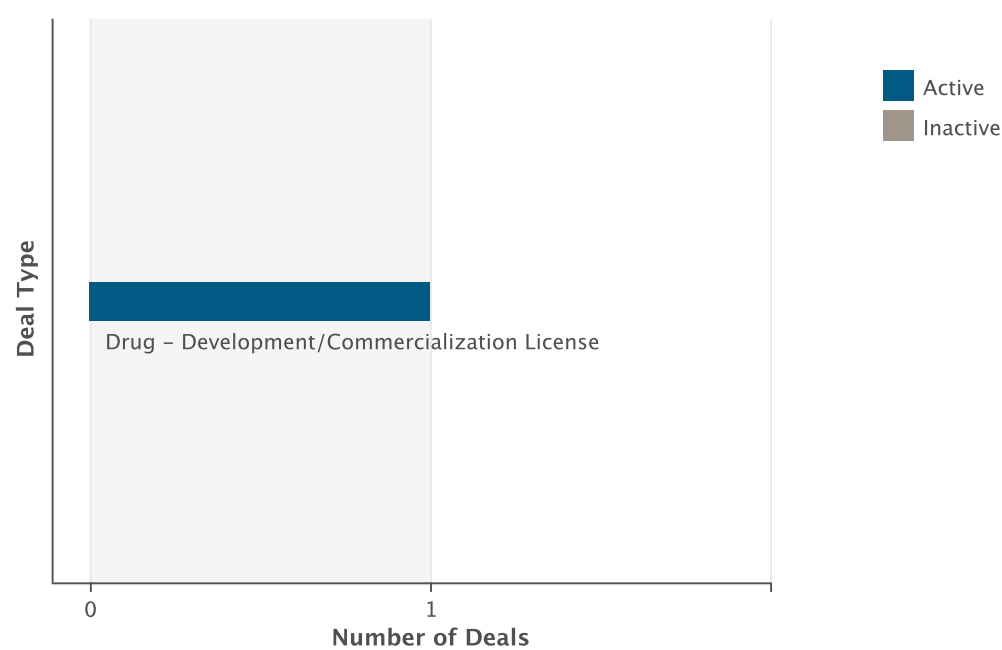 Active
Inactive
Deal Type
Drug – Development/Commercialization License
0 1
Number of Deals